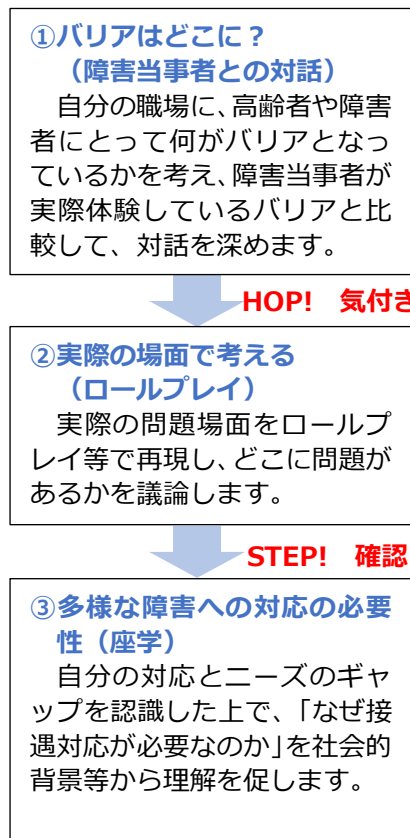 ①バリアはどこに？
（障害当事者との対話）
自分の職場に、高齢者や障害
者にとって何がバリアとなっ
ているかを考え、障害当事者が
実際体験しているバリアと比
較して、対話を深めます。
HOP!　気付き
②実際の場面で考える
（ロールプレイ）
実際の問題場面をロールプ
レイ等で再現し、どこに問題が
あるかを議論します。
STEP!　確認
③多様な障害への対応の必要
性（座学）
自分の対応とニーズのギャ
ップを認識した上で、「なぜ接
遇対応が必要なのか」を社会的
背景等から理解を促します。